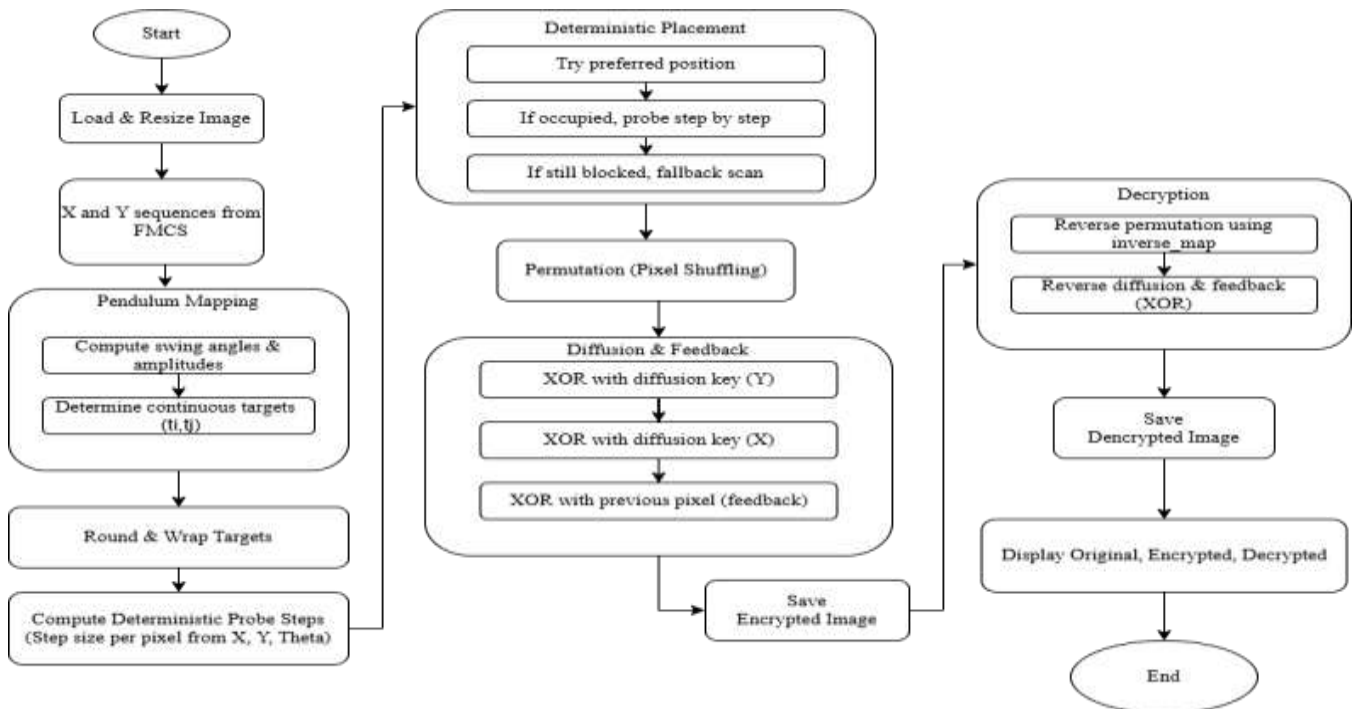 Start
Load & Resize Image
X and Y sequences from
FMCS
Pendulum Mapping
Compute swing angles &
amplitudes
Determine continuous targets
(ti,tj)
Round & Wrap Targets
Compute Deterministic Probe Steps
(Step size per pixel from X, Y, Theta)
Deterministic Placement
Try preferred position
If occupied, probe step by step
If still blocked, fallback scan
Permutation (Pixel Shuffling)
Diffusion & Feedback
XOR with diffusion key (Y)
XOR with diffusion key (X)
XOR with previous pixel (feedback)
Save
Encrypted Image
Decryption
Reverse permutation using
inverse_map
Reverse diffusion & feedback
(XOR)
Save
Dencrypted Image
Display Original, Encrypted, Decrypted
End